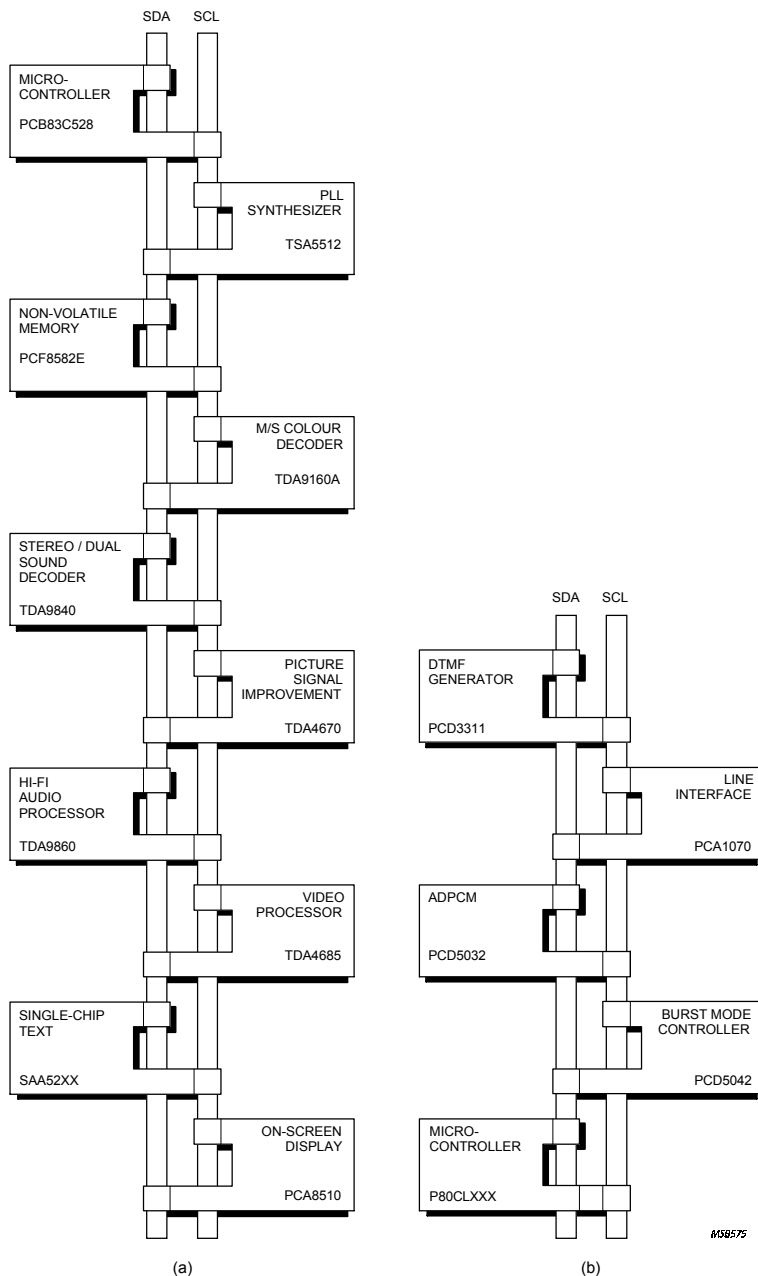 SDA SCL
MICRO-
CONTROLLER
PCB83C528
PLL
SYNTHESIZER
TSA5512
NON-VOLATILE
MEMORY
PCF8582E
M/S COLOUR
DECODER
TDA9160A
STEREO / DUAL
SOUND
DECODER
TDA9840
PICTURE
SIGNAL
IMPROVEMENT
TDA4670
HI-FI
AUDIO
PROCESSOR
TDA9860
VIDEO
PROCESSOR
TDA4685
SINGLE-CHIP
TEXT
SAA52XX
ON-SCREEN
DISPLAY
PCA8510
(a)
SDA SCL
DTMF
GENERATOR
PCD3311
LINE
INTERFACE
PCA1070
ADPCM
PCD5032
BURST MODE
CONTROLLER
PCD5042
MICRO-
CONTROLLER
P80CLXXX
MSB575
(b)